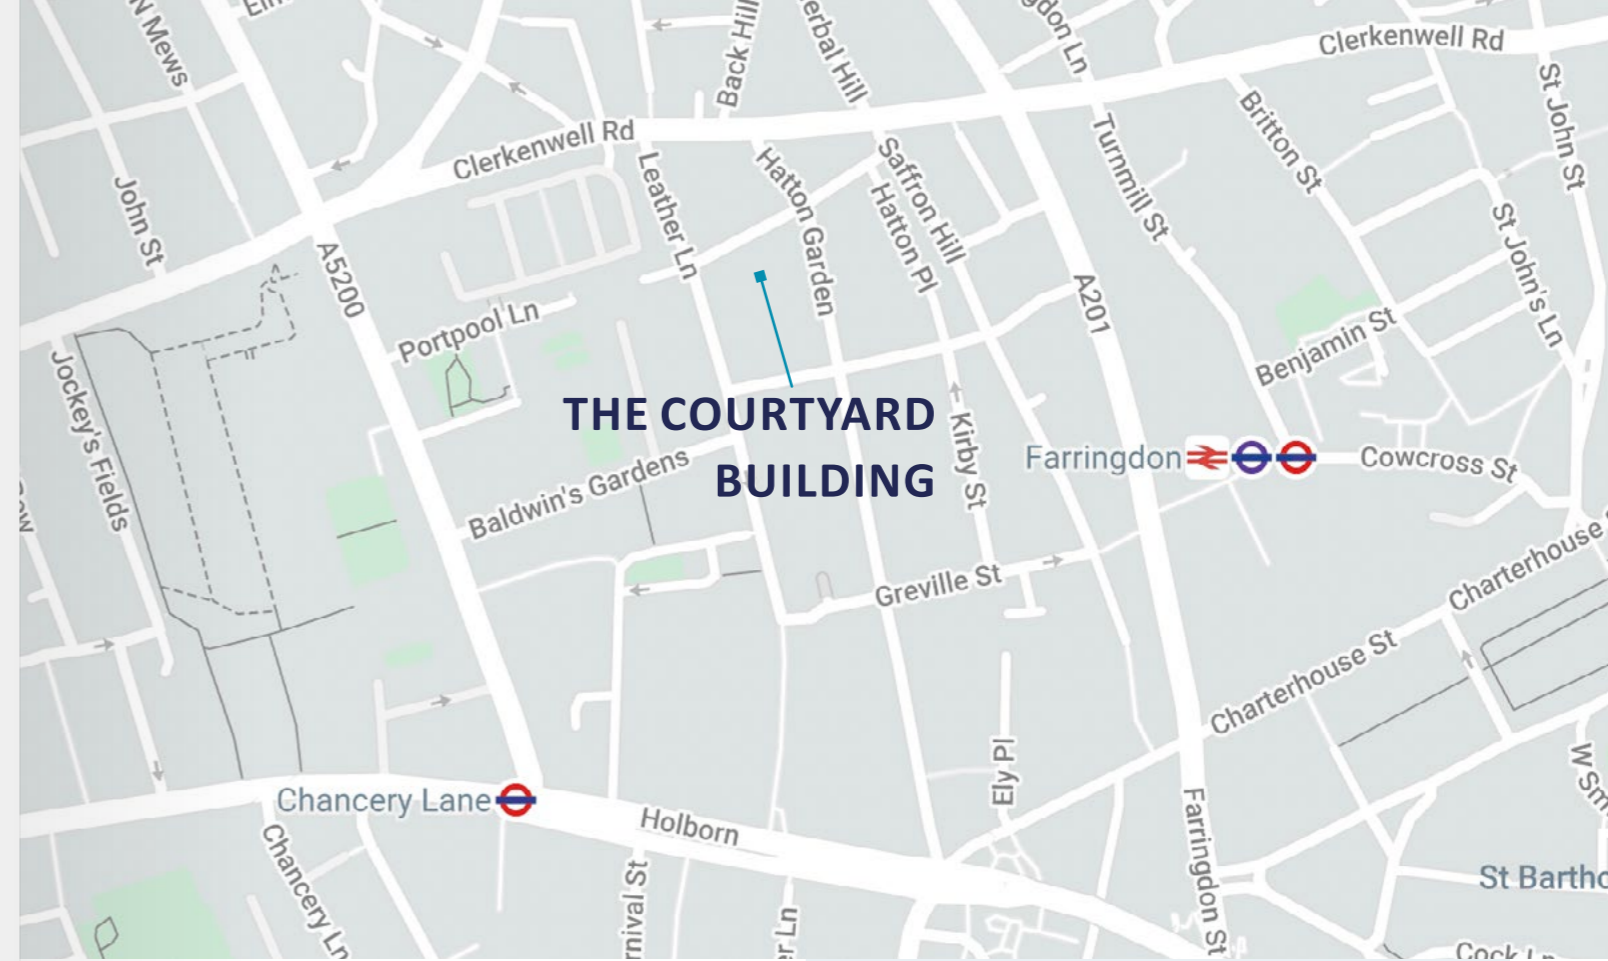 N Mews
Back Hill
Clerkenwell Rd
Clerkenwell Rd
John St
A5200
Leather Ln
Hatton Garden
Hatton Pl
Saffron Hill
Turnmill St
Britton St
St John St
St John's Ln
A201
Portpool Ln
Jockey's Fields
Benjamin St
THE COURTYARD
BUILDING
Baldwin's Gardens
Kirby St
Farringdon
Cowcross St
Greville St
Charterhouse
Charterhouse St
Ely Pl
Chancery Lane
Holborn
Chancery Ln
Farringdon St